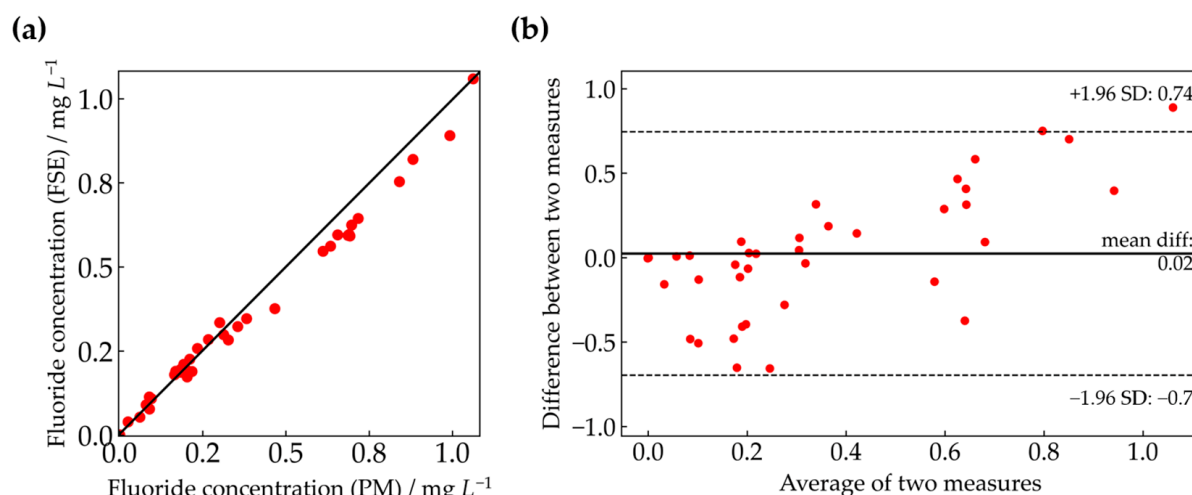 (a)
(b)
Fluoride concentration (FSE) / mg L⁻¹
1.0
0.8
0.5
0.2
0.0
0.0 0.2 0.5 0.8 1.0
Fluoride concentration (PM) / mg L⁻¹
Difference between two measures
1.0
0.5
0.0
−0.5
−1.0
+1.96 SD: 0.74
mean diff:
0.02
−1.96 SD: −0.7
0.0 0.2 0.4 0.6 0.8 1.0
Average of two measures